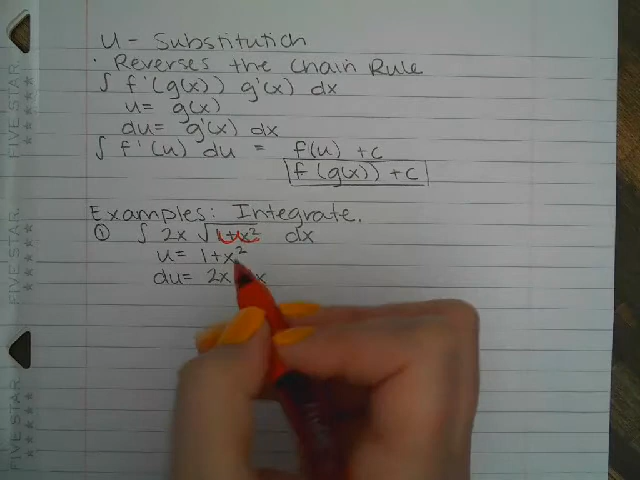 U - Substitution
· Reverses the Chain Rule
∫ f'(g(x)) g'(x) dx
u= g(x)
du= g'(x) dx
∫ f'(u) du = f(u) +c
f(g(x)) +c
Examples: Integrate.
① ∫ 2x √1+x² dx
u= 1+x²
du= 2x x
FIVE STAR
FIVE STAR
FIVE STAR